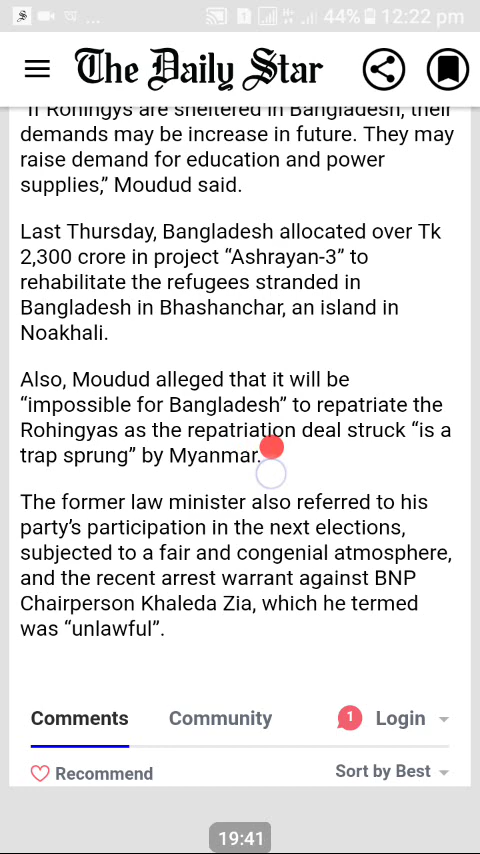 44% 12:22 pm
The Daily Star
"If Rohingys are sheltered in Bangladesh, their
demands may be increase in future. They may
raise demand for education and power
supplies,” Moudud said.
Last Thursday, Bangladesh allocated over Tk
2,300 crore in project “Ashrayan-3” to
rehabilitate the refugees stranded in
Bangladesh in Bhashanchar, an island in
Noakhali.
Also, Moudud alleged that it will be
“impossible for Bangladesh” to repatriate the
Rohingyas as the repatriation deal struck “is a
trap sprung” by Myanmar.
The former law minister also referred to his
party’s participation in the next elections,
subjected to a fair and congenial atmosphere,
and the recent arrest warrant against BNP
Chairperson Khaleda Zia, which he termed
was “unlawful”.
Comments Community 1 Login
Recommend Sort by Best
19:41